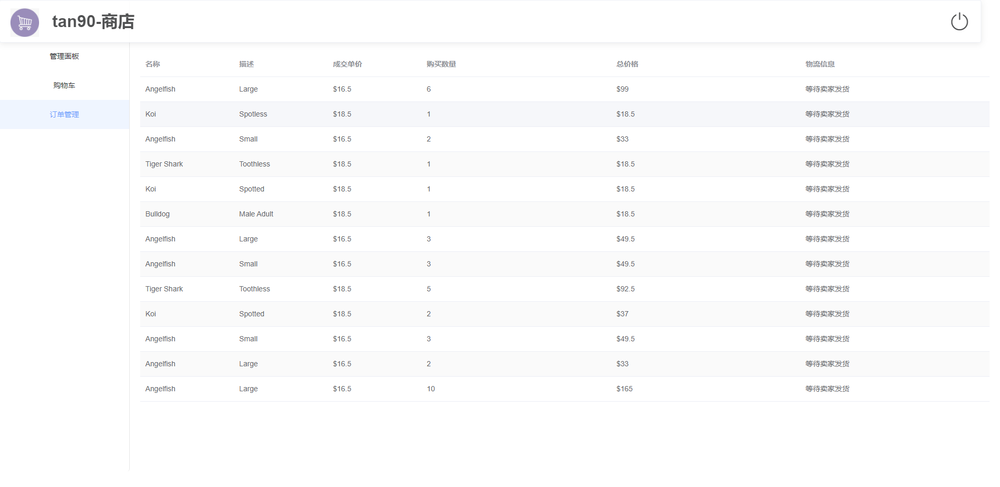 tan90-商店
管理面板
购物车
订单管理
名称 描述 成交单价 购买数量 总价格 物流信息
Angelfish Large $16.5 6 $99 等待卖家发货
Koi Spotless $18.5 1 $18.5 等待卖家发货
Angelfish Small $16.5 2 $33 等待卖家发货
Tiger Shark Toothless $18.5 1 $18.5 等待卖家发货
Koi Spotted $18.5 1 $18.5 等待卖家发货
Bulldog Male Adult $18.5 1 $18.5 等待卖家发货
Angelfish Large $16.5 3 $49.5 等待卖家发货
Angelfish Small $16.5 3 $49.5 等待卖家发货
Tiger Shark Toothless $18.5 5 $92.5 等待卖家发货
Koi Spotted $18.5 2 $37 等待卖家发货
Angelfish Small $16.5 3 $49.5 等待卖家发货
Angelfish Large $16.5 2 $33 等待卖家发货
Angelfish Large $16.5 10 $165 等待卖家发货